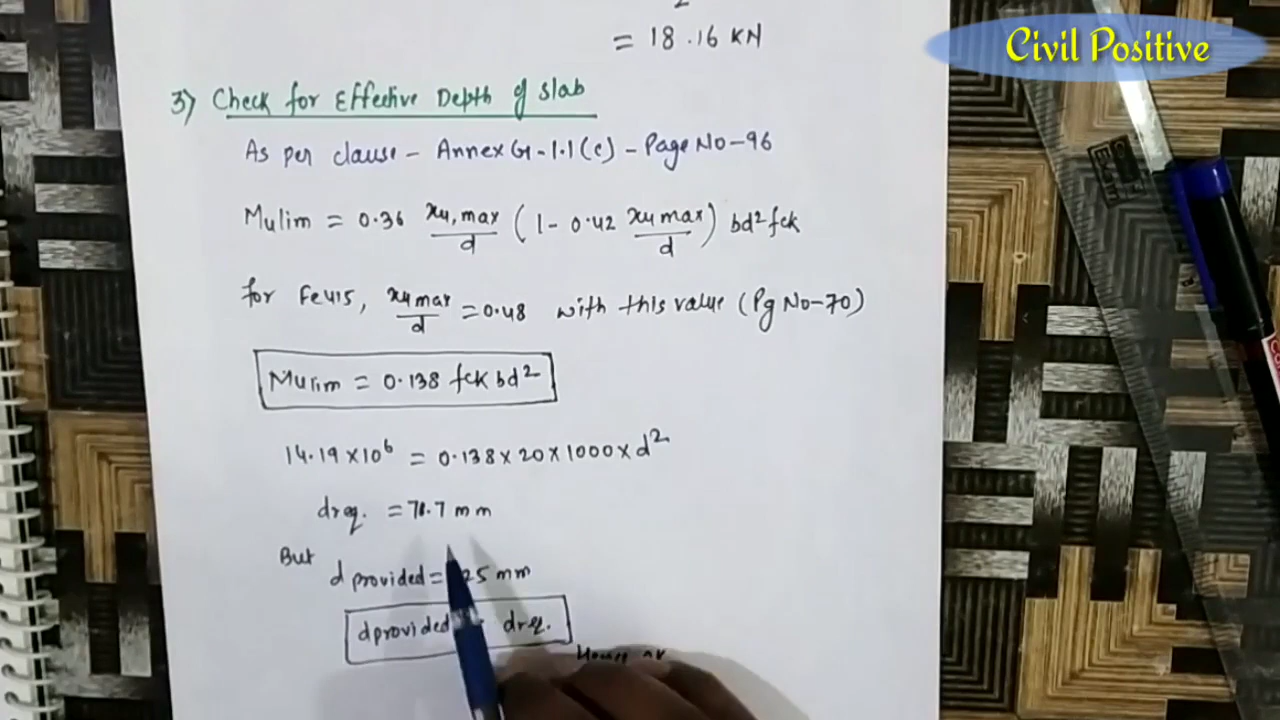 2
= 18.16 KN
Civil Positive
3) Check for Effective Depth of slab
As per clause - Annex G-1.1(c) - Page No-96
Mulim = 0.36 xu,max/d (1 - 0.42 xu max/d) bd² fck
for Fe415, xu max/d = 0.48 with this value (Pg No-70)
Mulim = 0.138 fck bd²
14.19 x 10⁶ = 0.138 x 20 x 1000 x d²
dreq. = 71.7 mm
But
d provided = 25 mm
dprovided dreq.